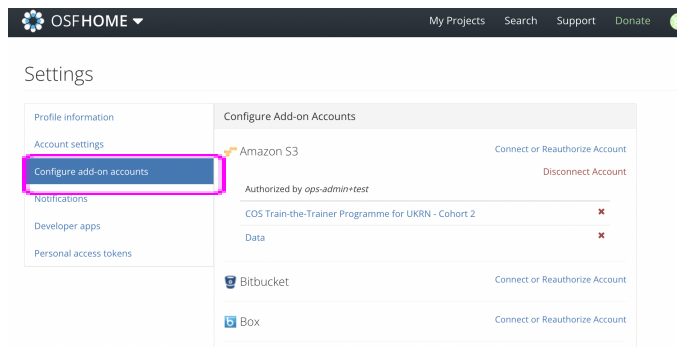 OSFHOME My Projects Search Support Donate
Settings
Profile information
Account settings
Configure add-on accounts
Notifications
Developer apps
Personal access tokens
Configure Add-on Accounts
Amazon S3 Connect or Reauthorize Account
Disconnect Account
Authorized by ops-admin+test
COS Train-the-Trainer Programme for UKRN - Cohort 2
Data
Bitbucket Connect or Reauthorize Account
Box Connect or Reauthorize Account